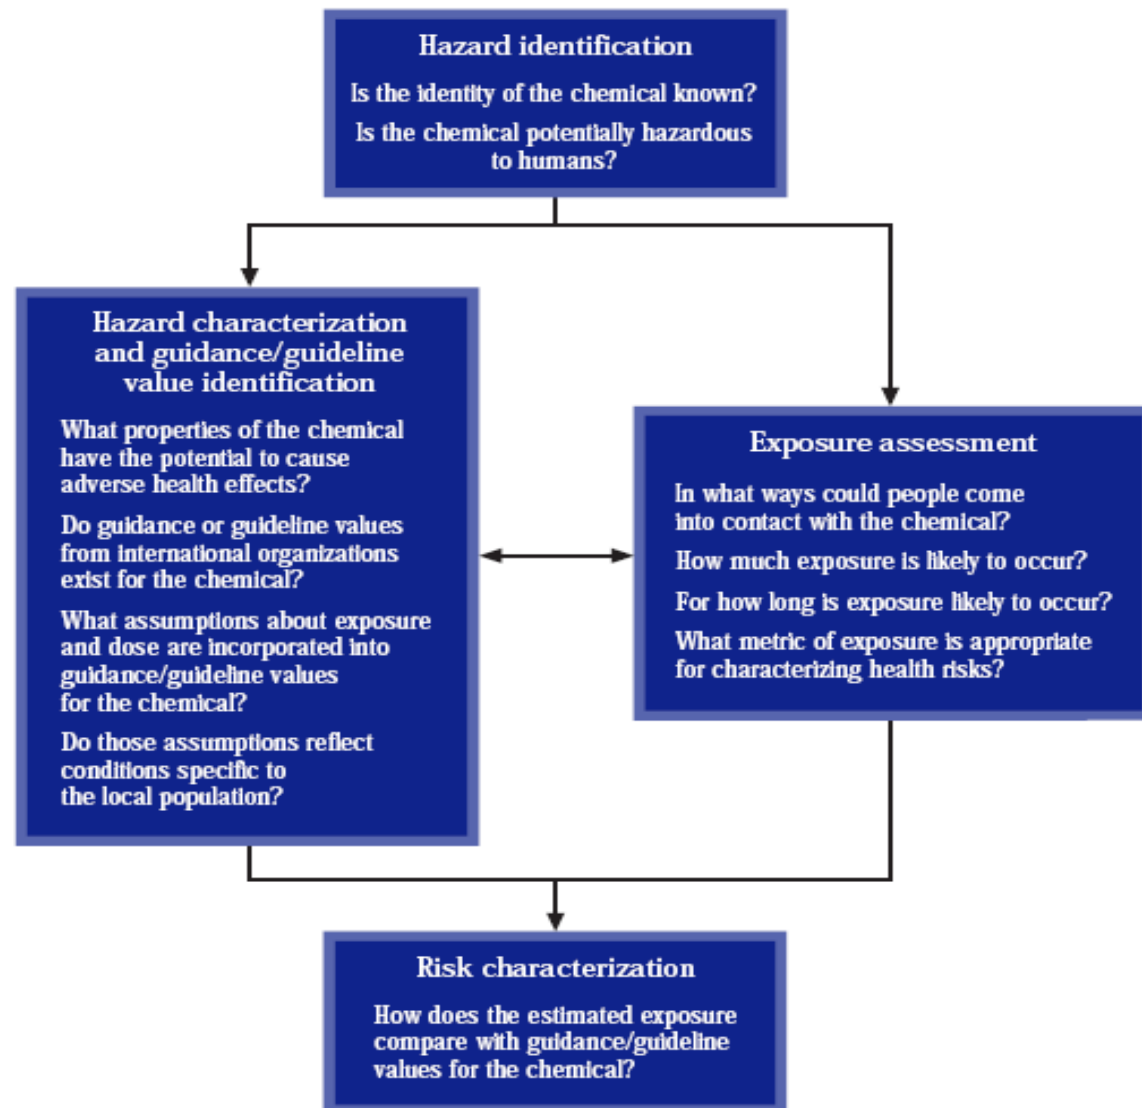 Hazard identification
Is the identity of the chemical known?
Is the chemical potentially hazardous
to humans?
Hazard characterization
and guidance/guideline
value identification
What properties of the chemical
have the potential to cause
adverse health effects?
Do guidance or guideline values
from international organizations
exist for the chemical?
What assumptions about exposure
and dose are incorporated into
guidance/guideline values
for the chemical?
Do those assumptions reflect
conditions specific to
the local population?
Exposure assessment
In what ways could people come
into contact with the chemical?
How much exposure is likely to occur?
For how long is exposure likely to occur?
What metric of exposure is appropriate
for characterizing health risks?
Risk characterization
How does the estimated exposure
compare with guidance/guideline
values for the chemical?